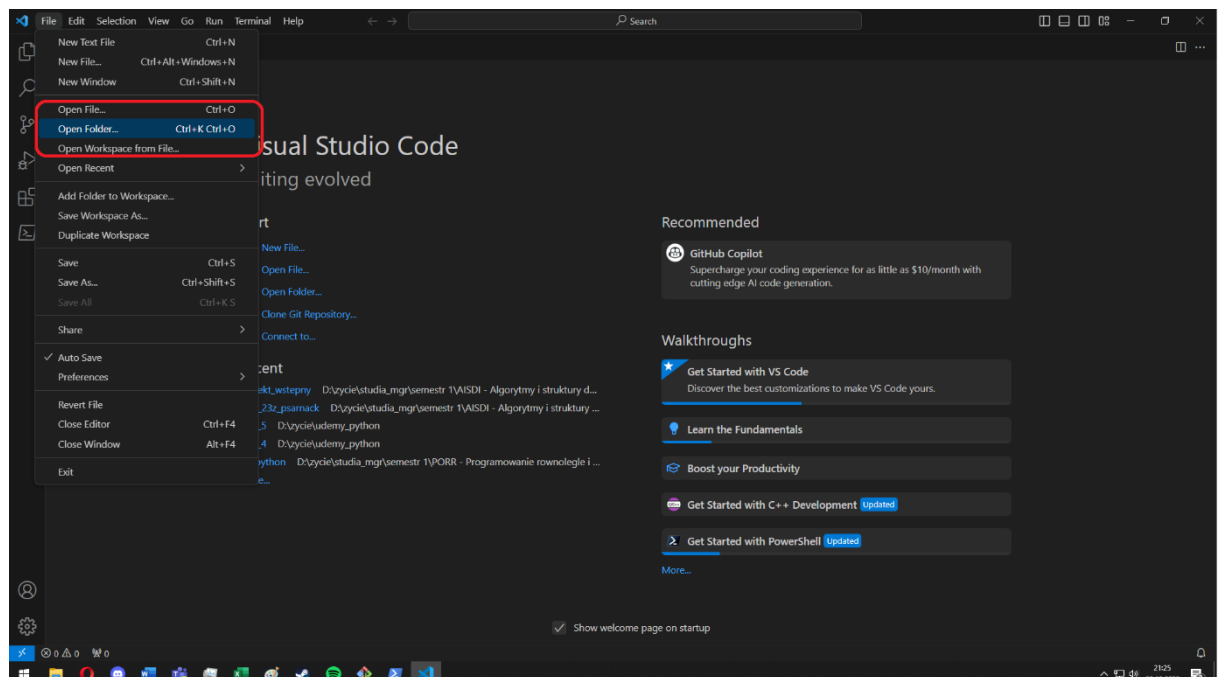 File Edit Selection View Go Run Terminal Help
Search
New Text File Ctrl+N
New File... Ctrl+Alt+Windows+N
New Window Ctrl+Shift+N
Open File... Ctrl+O
Open Folder... Ctrl+K Ctrl+O
Open Workspace from File...
Open Recent
Add Folder to Workspace...
Save Workspace As...
Duplicate Workspace
Save Ctrl+S
Save As... Ctrl+Shift+S
Save All Ctrl+K S
Share
Auto Save
Preferences
Revert File
Close Editor Ctrl+F4
Close Window Alt+F4
Exit
isual Studio Code
iting evolved
rt
New File...
Open File...
Open Folder...
Clone Git Repository...
Connect to...
cent
ekt_wstepny D:\zycie\studia_mgr\semestr 1\AISDI - Algorytmy i struktury d...
_23z_psarnack D:\zycie\studia_mgr\semestr 1\AISDI - Algorytmy i struktury ...
_5 D:\zycie\udemy_python
_4 D:\zycie\udemy_python
ython D:\zycie\studia_mgr\semestr 1\PORR - Programowanie rownolegle i ...
e...
Recommended
GitHub Copilot
Supercharge your coding experience for as little as $10/month with
cutting edge AI code generation.
Walkthroughs
Get Started with VS Code
Discover the best customizations to make VS Code yours.
Learn the Fundamentals
Boost your Productivity
Get Started with C++ Development Updated
Get Started with PowerShell Updated
More...
Show welcome page on startup
0 0 0
21:25